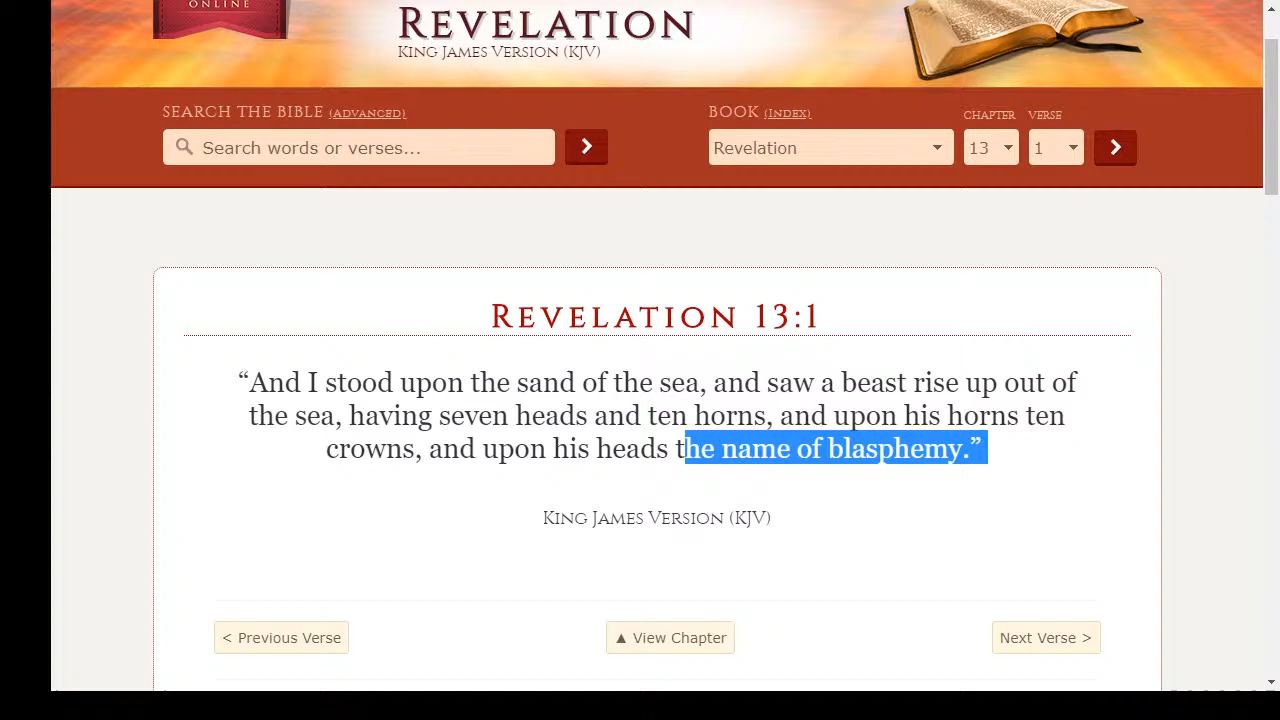 ONLINE
REVELATION
KING JAMES VERSION (KJV)
SEARCH THE BIBLE (ADVANCED)
Search words or verses...
BOOK (INDEX)
CHAPTER
VERSE
Revelation
13
1
REVELATION 13:1
“And I stood upon the sand of the sea, and saw a beast rise up out of
the sea, having seven heads and ten horns, and upon his horns ten
crowns, and upon his heads the name of blasphemy.”
KING JAMES VERSION (KJV)
< Previous Verse
▲ View Chapter
Next Verse >